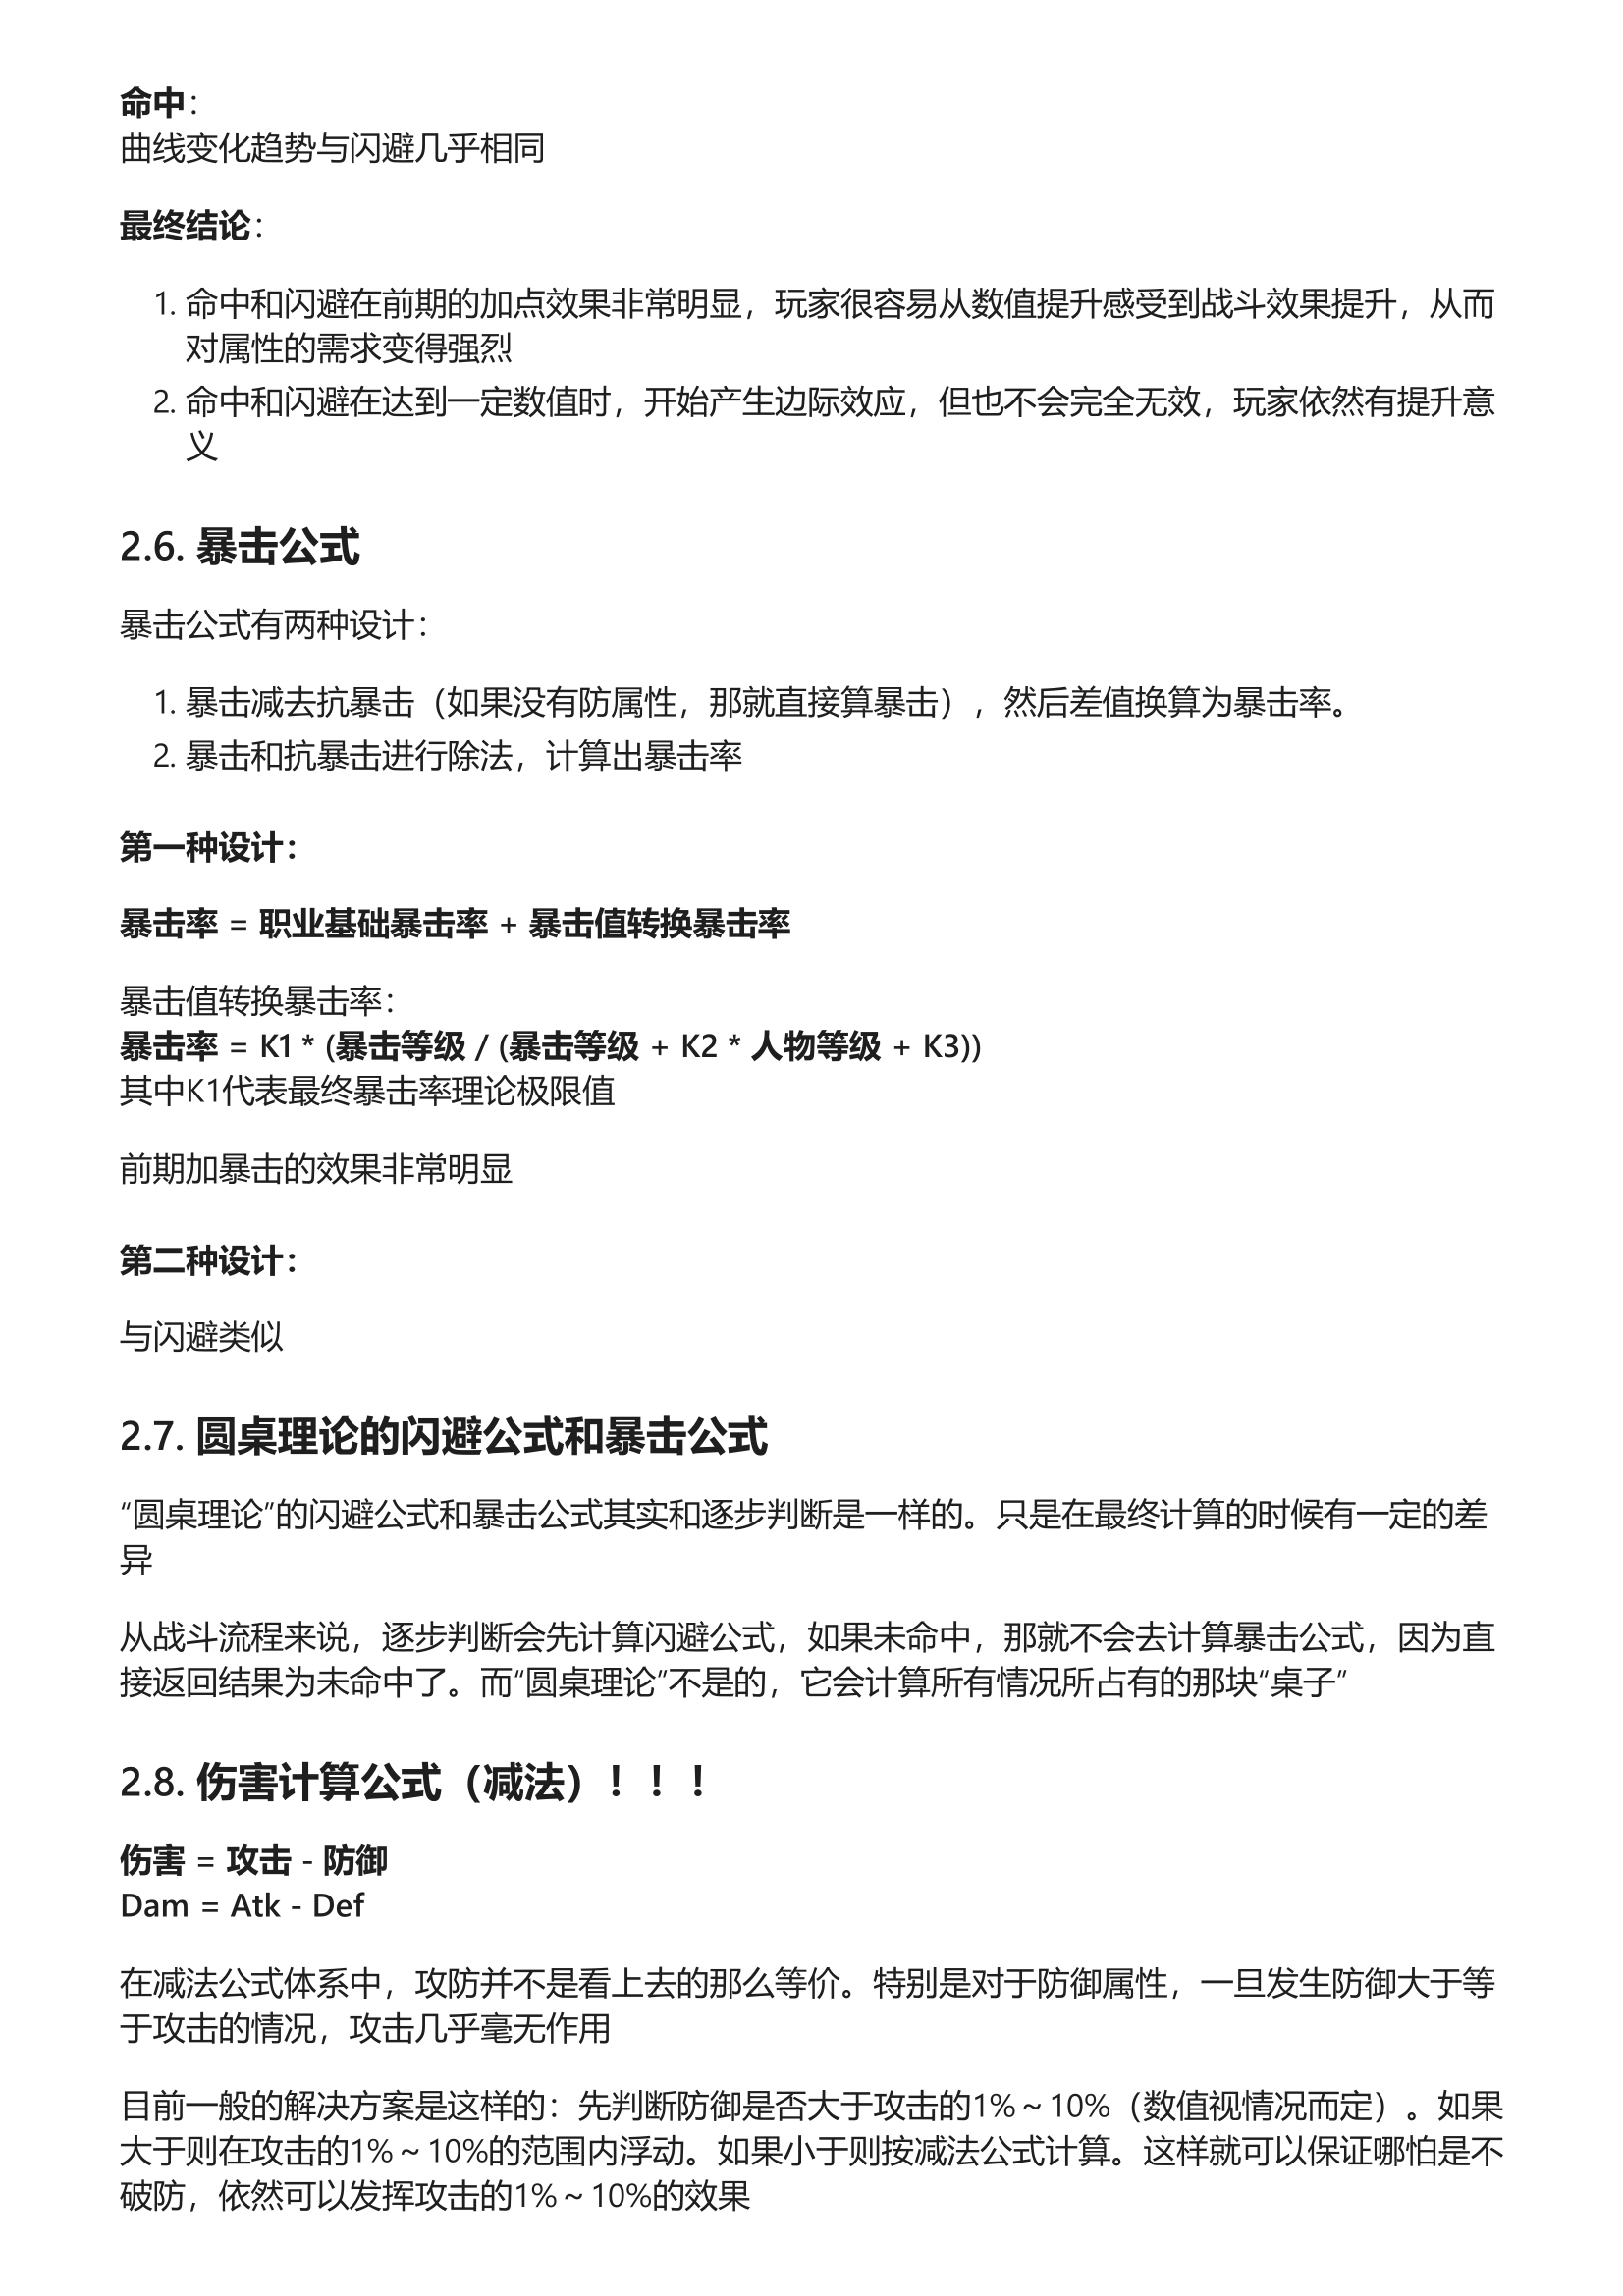 命中：
曲线变化趋势与闪避几乎相同
最终结论：
1. 命中和闪避在前期的加点效果非常明显，玩家很容易从数值提升感受到战斗效果提升，从而
对属性的需求变得强烈
2. 命中和闪避在达到一定数值时，开始产生边际效应，但也不会完全无效，玩家依然有提升意
义
2.6. 暴击公式
暴击公式有两种设计：
1. 暴击减去抗暴击（如果没有防属性，那就直接算暴击），然后差值换算为暴击率。
2. 暴击和抗暴击进行除法，计算出暴击率
第一种设计：
暴击率 = 职业基础暴击率 + 暴击值转换暴击率
暴击值转换暴击率：
暴击率 = K1 * (暴击等级 / (暴击等级 + K2 * 人物等级 + K3))
其中K1代表最终暴击率理论极限值
前期加暴击的效果非常明显
第二种设计：
与闪避类似
2.7. 圆桌理论的闪避公式和暴击公式
“圆桌理论”的闪避公式和暴击公式其实和逐步判断是一样的。只是在最终计算的时候有一定的差
异
从战斗流程来说，逐步判断会先计算闪避公式，如果未命中，那就不会去计算暴击公式，因为直
接返回结果为未命中了。而“圆桌理论”不是的，它会计算所有情况所占有的那块“桌子”
2.8. 伤害计算公式（减法）！！！
伤害 = 攻击 - 防御
Dam = Atk - Def
在减法公式体系中，攻防并不是看上去的那么等价。特别是对于防御属性，一旦发生防御大于等
于攻击的情况，攻击几乎毫无作用
目前一般的解决方案是这样的：先判断防御是否大于攻击的1%～10%（数值视情况而定）。如果
大于则在攻击的1%～10%的范围内浮动。如果小于则按减法公式计算。这样就可以保证哪怕是不
破防，依然可以发挥攻击的1%～10%的效果